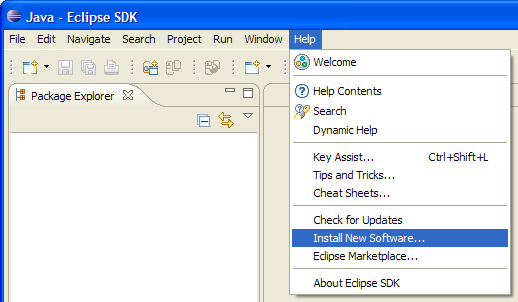 Java - Eclipse SDK
File Edit Navigate Search Project Run Window Help
Package Explorer
Welcome
Help Contents
Search
Dynamic Help
Key Assist... Ctrl+Shift+L
Tips and Tricks...
Cheat Sheets...
Check for Updates
Install New Software...
Eclipse Marketplace...
About Eclipse SDK